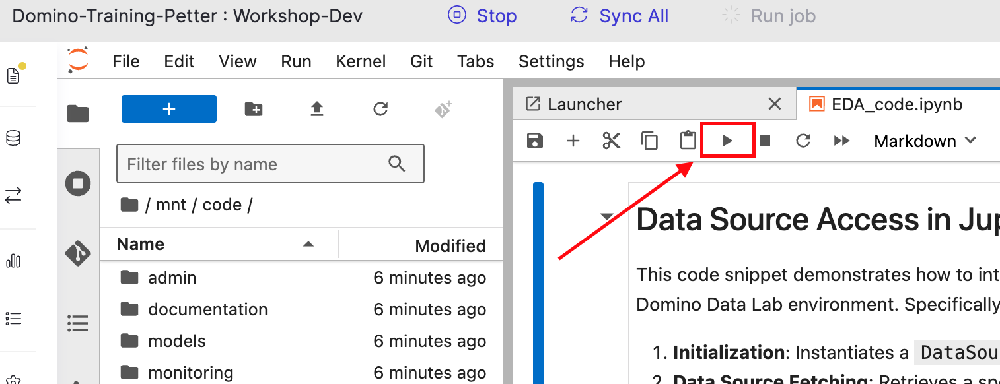 Domino-Training-Petter : Workshop-Dev Stop Sync All Run job
File Edit View Run Kernel Git Tabs Settings Help
Launcher EDA_code.ipynb
Markdown
Filter files by name
/ mnt / code /
Name Modified
admin 6 minutes ago
documentation 6 minutes ago
models 6 minutes ago
monitoring 6 minutes ago
Data Source Access in Jup
This code snippet demonstrates how to int
Domino Data Lab environment. Specifically
1. Initialization: Instantiates a DataSou
2. Data Source Fetching: Retrieves a spe